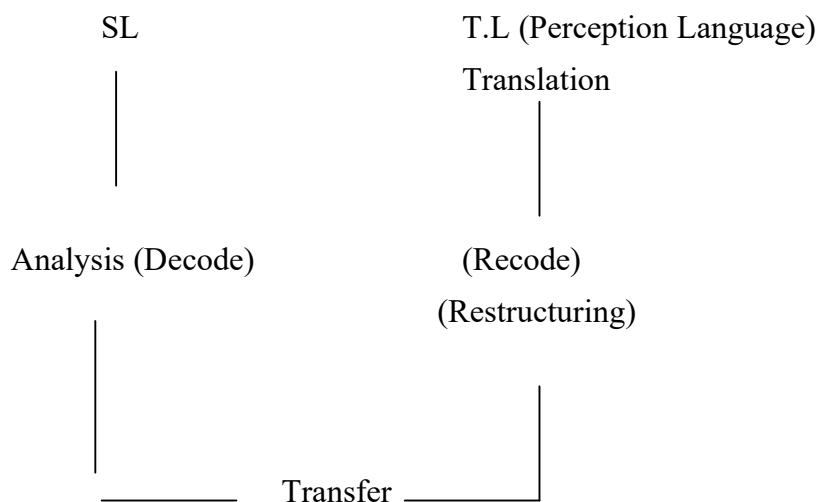 SL
T.L (Perception Language)
Translation
Analysis (Decode)
(Recode)
(Restructuring)
Transfer